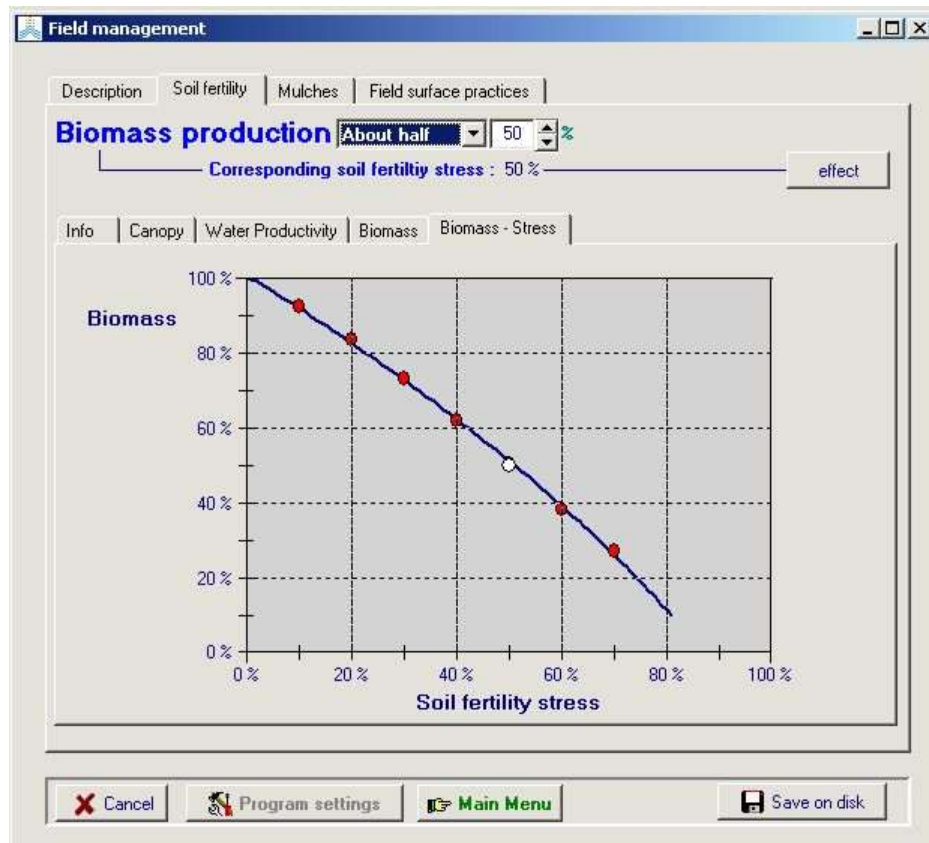 Field management
Description Soil fertility Mulches Field surface practices
Biomass production About half 50 %
Corresponding soil fertiltiy stress : 50 % effect
Info Canopy Water Productivity Biomass Biomass - Stress
100 %
Biomass
80 %
60 %
40 %
20 %
0 %
0 % 20 % 40 % 60 % 80 % 100 %
Soil fertility stress
Cancel Program settings Main Menu Save on disk